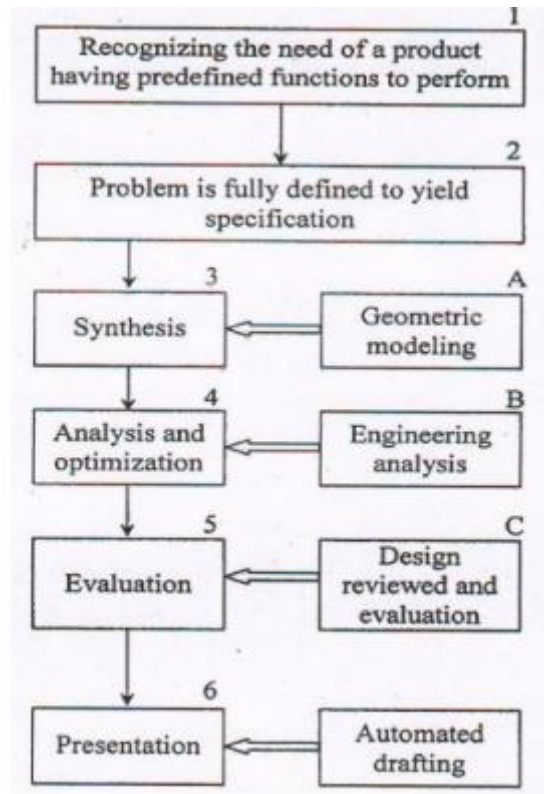 1
Recognizing the need of a product
having predefined functions to perform
2
Problem is fully defined to yield
specification
3
Synthesis
A
Geometric
modeling
4
Analysis and
optimization
B
Engineering
analysis
5
Evaluation
C
Design
reviewed and
evaluation
6
Presentation
Automated
drafting